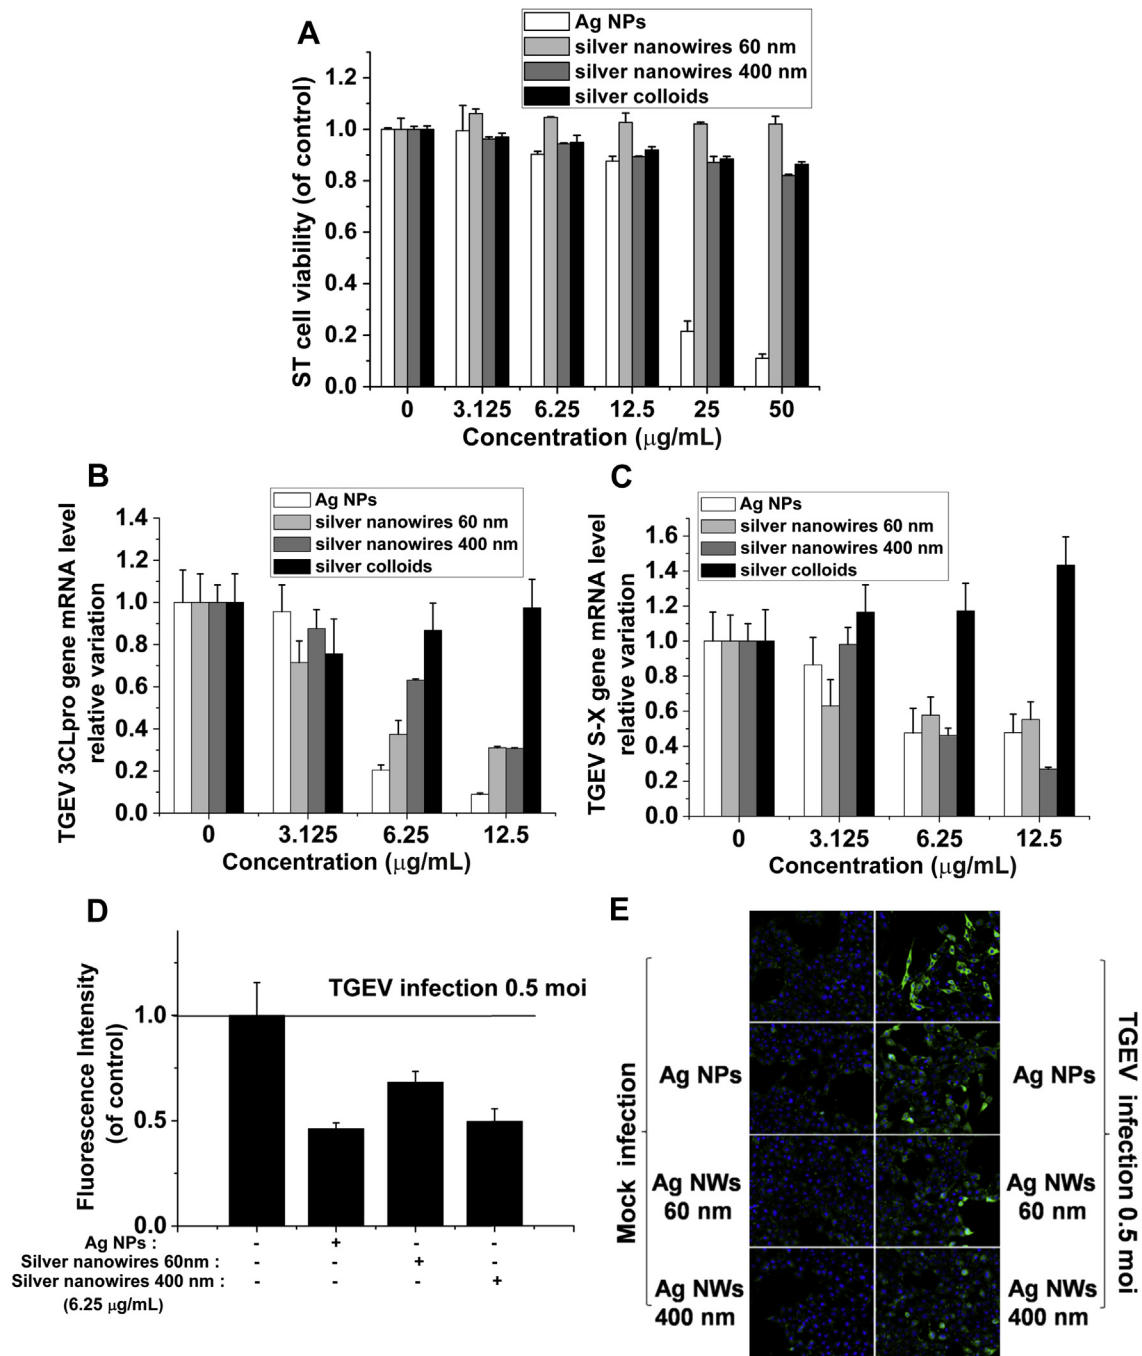 A
Ag NPs
silver nanowires 60 nm
silver nanowires 400 nm
silver colloids
ST cell viability (of control)
1.2
1.0
0.8
0.6
0.4
0.2
0.0
0 3.125 6.25 12.5 25 50
Concentration (μg/mL)
B
Ag NPs
silver nanowires 60 nm
silver nanowires 400 nm
silver colloids
TGEV 3CLpro gene mRNA level
relative variation
1.4
1.2
1.0
0.8
0.6
0.4
0.2
0.0
0 3.125 6.25 12.5
Concentration (μg/mL)
C
Ag NPs
silver nanowires 60 nm
silver nanowires 400 nm
silver colloids
TGEV S-X gene mRNA level
relative variation
1.6
1.4
1.2
1.0
0.8
0.6
0.4
0.2
0.0
0 3.125 6.25 12.5
Concentration (μg/mL)
D
Fluorescence Intensity
(of control)
TGEV infection 0.5 moi
1.0
0.5
0.0
Ag NPs : - + - -
Silver nanowires 60nm : - - + -
Silver nanowires 400 nm : - - - +
(6.25 μg/mL)
E
Mock infection
Ag NPs
Ag NWs
60 nm
Ag NWs
400 nm
Ag NPs
Ag NWs
60 nm
Ag NWs
400 nm
TGEV infection 0.5 moi